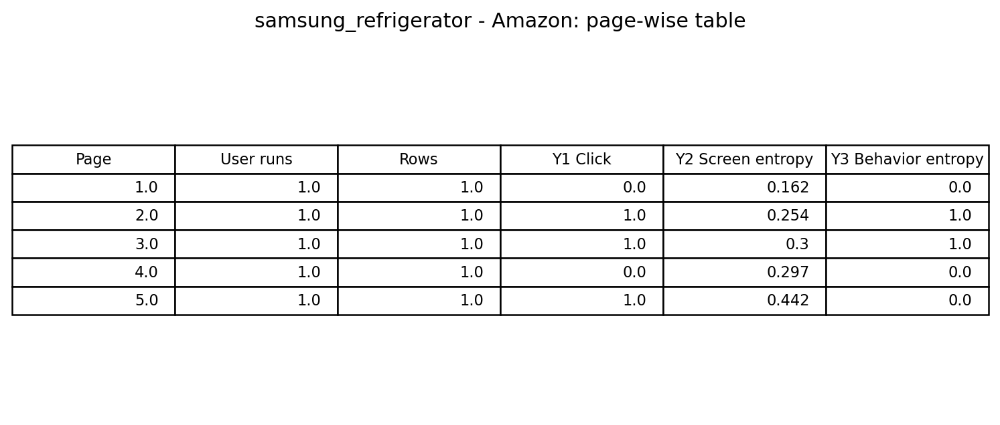 samsung_refrigerator - Amazon: page-wise table
Page User runs Rows Y1 Click Y2 Screen entropy Y3 Behavior entropy
1.0 1.0 1.0 0.0 0.162 0.0
2.0 1.0 1.0 1.0 0.254 1.0
3.0 1.0 1.0 1.0 0.3 1.0
4.0 1.0 1.0 0.0 0.297 0.0
5.0 1.0 1.0 1.0 0.442 0.0